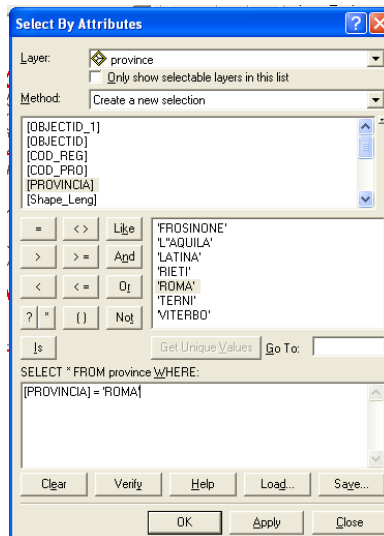 Select By Attributes
Layer: province
Only show selectable layers in this list
Method: Create a new selection
[OBJECTID_1]
[OBJECTID]
[COD_REG]
[COD_PRO]
[PROVINCIA]
[Shape_Leng]
= <> Like
> >= And
< <= Or
? * () Not
Is
'FROSINONE'
'L''AQUILA'
'LATINA'
'RIETI'
'ROMA'
'TERNI'
'VITERBO'
Get Unique Values Go To:
SELECT * FROM province WHERE:
[PROVINCIA] = 'ROMA'
Clear Verify Help Load... Save...
OK Apply Close